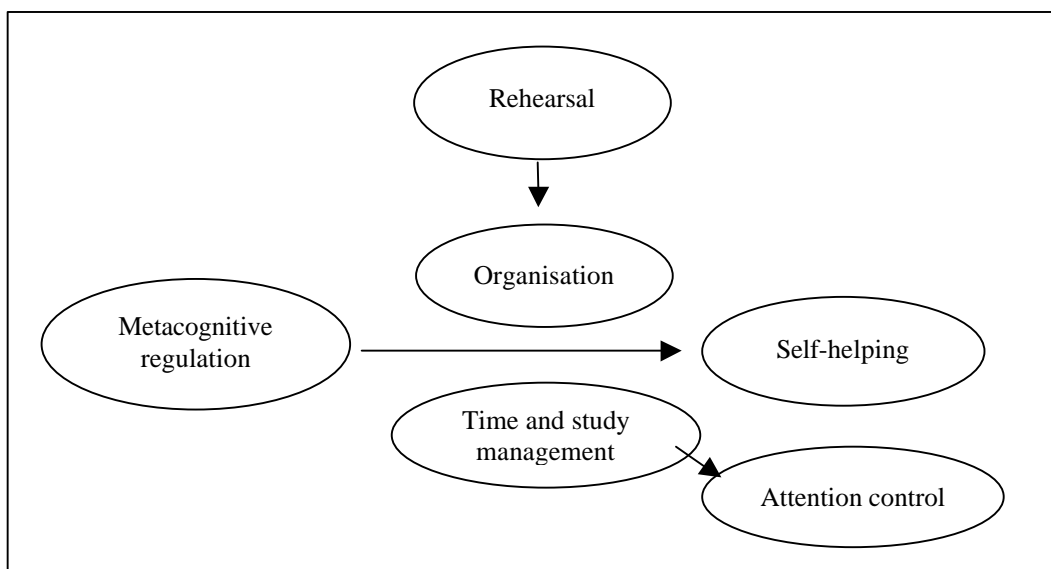 Rehearsal
Organisation
Metacognitive
regulation
Self-helping
Time and study
management
Attention control